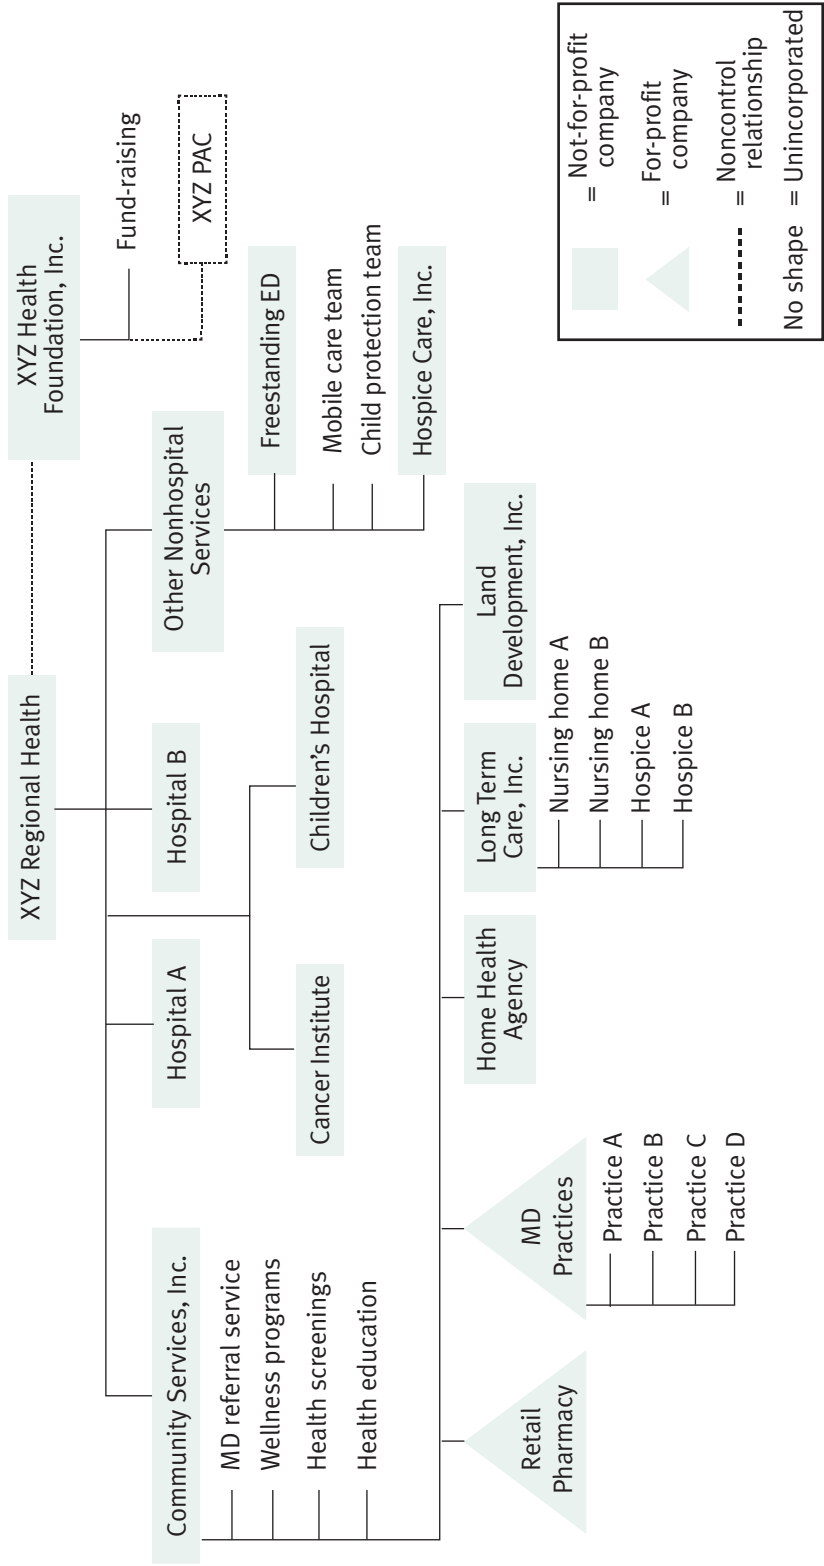 XYZ Regional Health
XYZ Health
Foundation, Inc.
Fund-raising
XYZ PAC
Community Services, Inc.
MD referral service
Wellness programs
Health screenings
Health education
Hospital A
Hospital B
Other Nonhospital
Services
Freestanding ED
Mobile care team
Child protection team
Hospice Care, Inc.
Cancer Institute
Children’s Hospital
Retail
Pharmacy
MD
Practices
Practice A
Practice B
Practice C
Practice D
Home Health
Agency
Long Term
Care, Inc.
Nursing home A
Nursing home B
Hospice A
Hospice B
Land
Development, Inc.
= Not-for-profit
company
= For-profit
company
= Noncontrol
relationship
No shape = Unincorporated